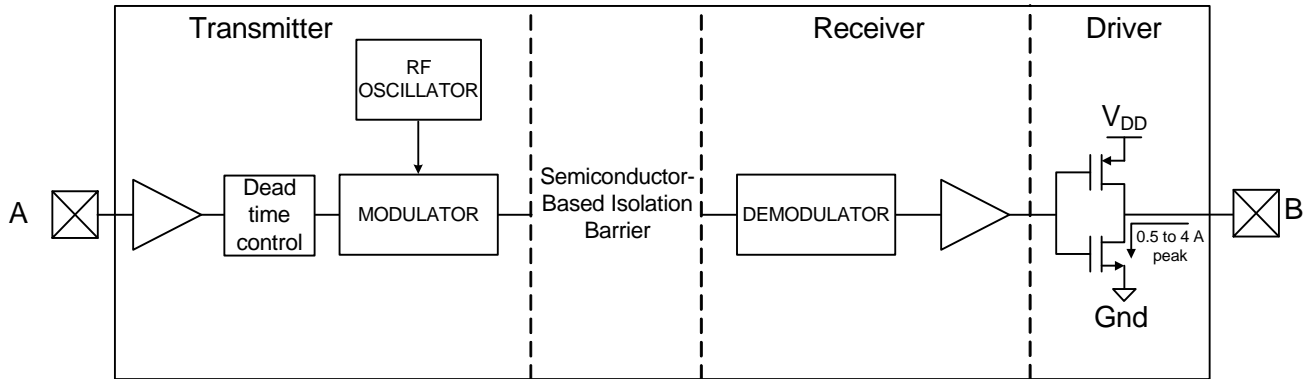 Transmitter
Receiver
Driver
RF
OSCILLATOR
VDD
A
Dead
time
control
MODULATOR
Semiconductor-
Based Isolation
Barrier
DEMODULATOR
B
0.5 to 4 A
peak
Gnd